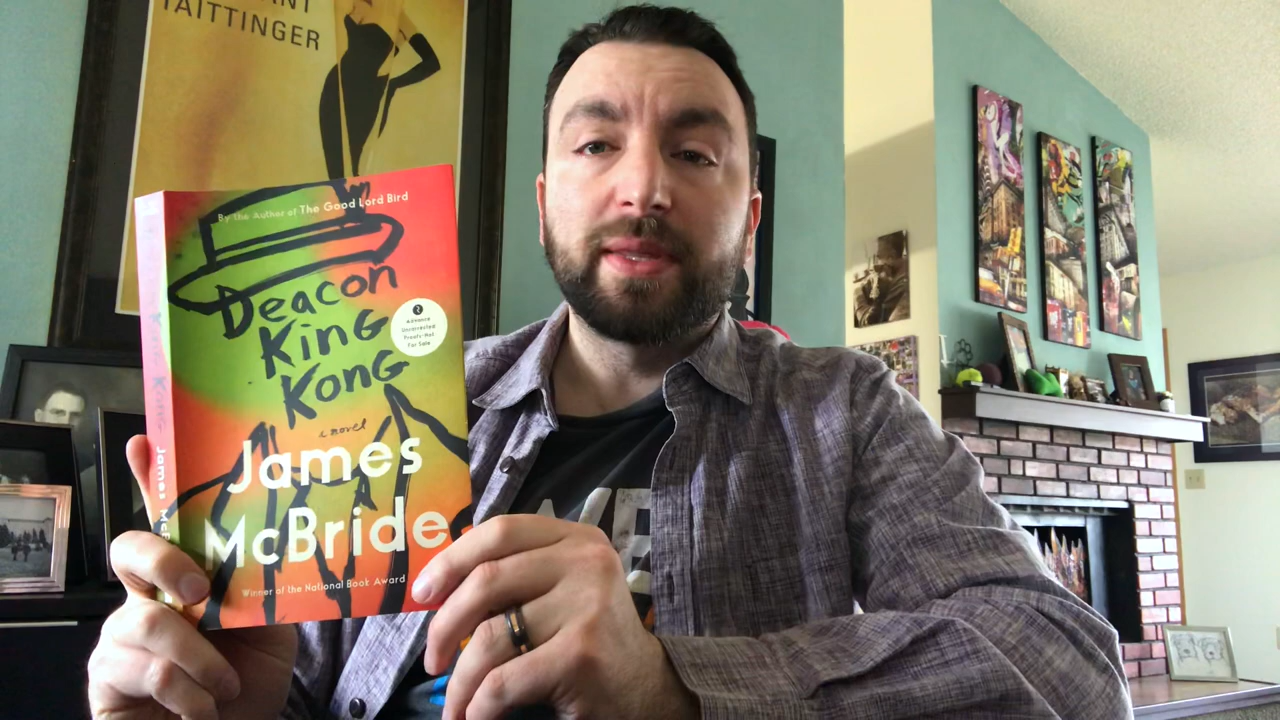 TAITTINGER
By the Author of The Good Lord Bird
Deacon
King
Kong
Advance
Uncorrected
Proofs-Not
For Sale
a novel
James
McBride
Winner of the National Book Award
James